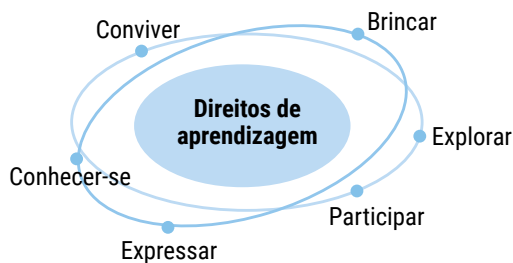 Conviver
Brincar
Direitos de
aprendizagem
Explorar
Conhecer-se
Participar
Expressar